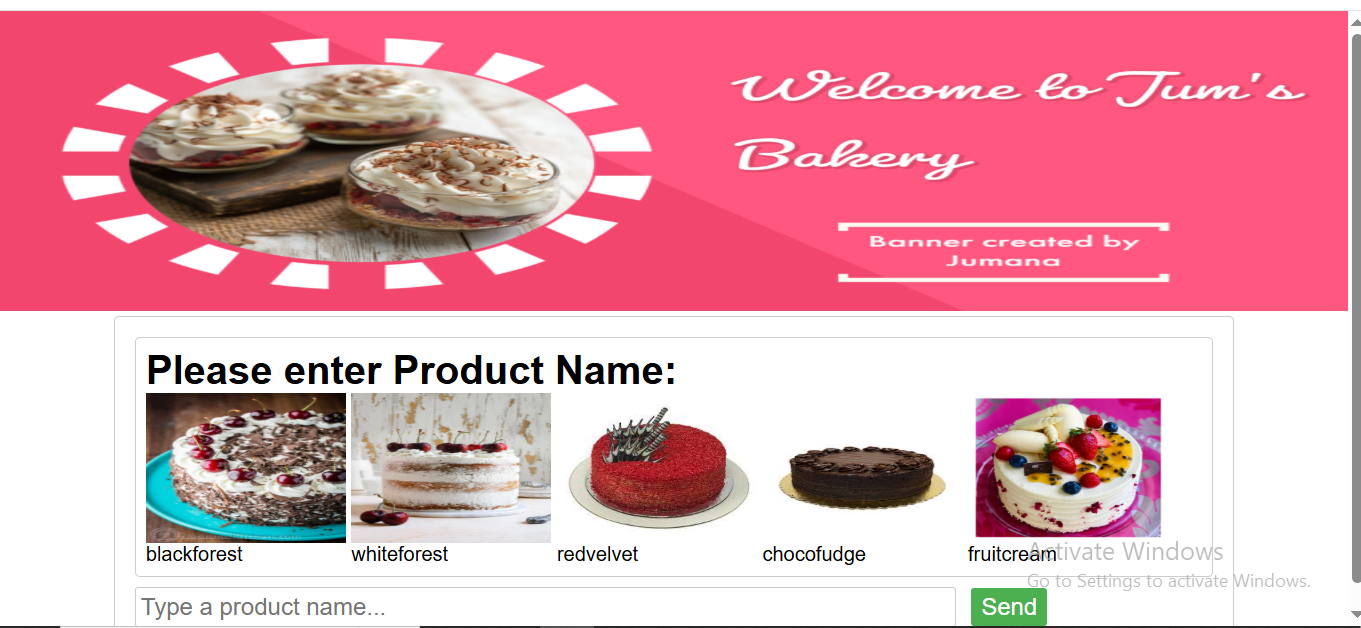 Welcome to Jum's
Bakery
Banner created by
Jumana
Please enter Product Name:
blackforest whiteforest redvelvet chocofudge fruitcream
Activate Windows
Go to Settings to activate Windows.
Type a product name... Send